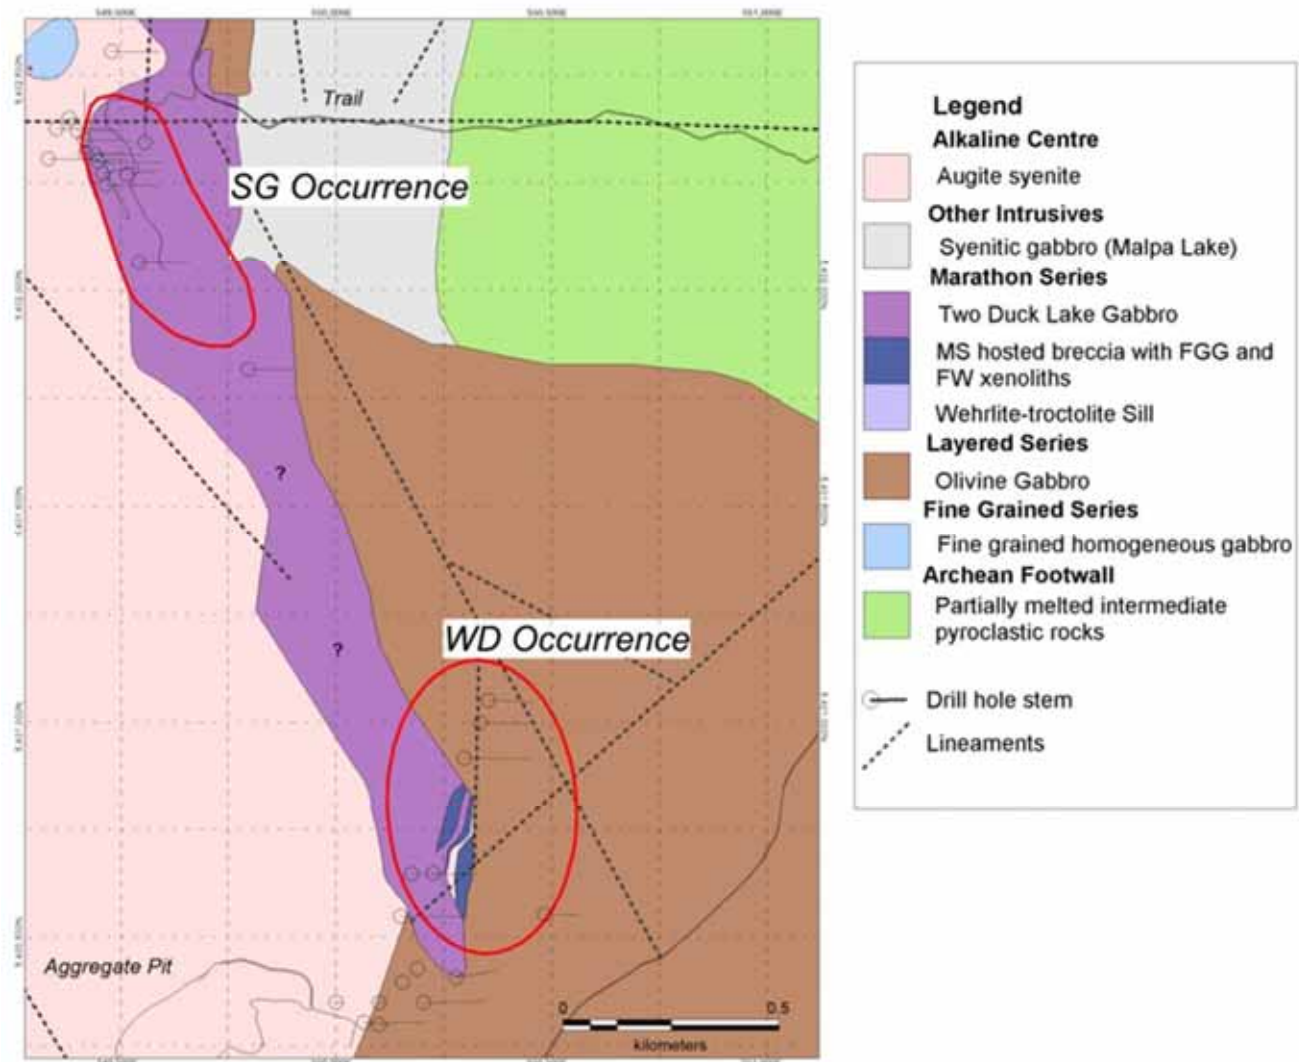 Trail
SG Occurrence
?
?
WD Occurrence
Aggregate Pit
0 0.5
kilometers
Legend
Alkaline Centre
Augite syenite
Other Intrusives
Syenitic gabbro (Malpa Lake)
Marathon Series
Two Duck Lake Gabbro
MS hosted breccia with FGG and
FW xenoliths
Wehrlite-troctolite Sill
Layered Series
Olivine Gabbro
Fine Grained Series
Fine grained homogeneous gabbro
Archean Footwall
Partially melted intermediate
pyroclastic rocks
Drill hole stem
Lineaments